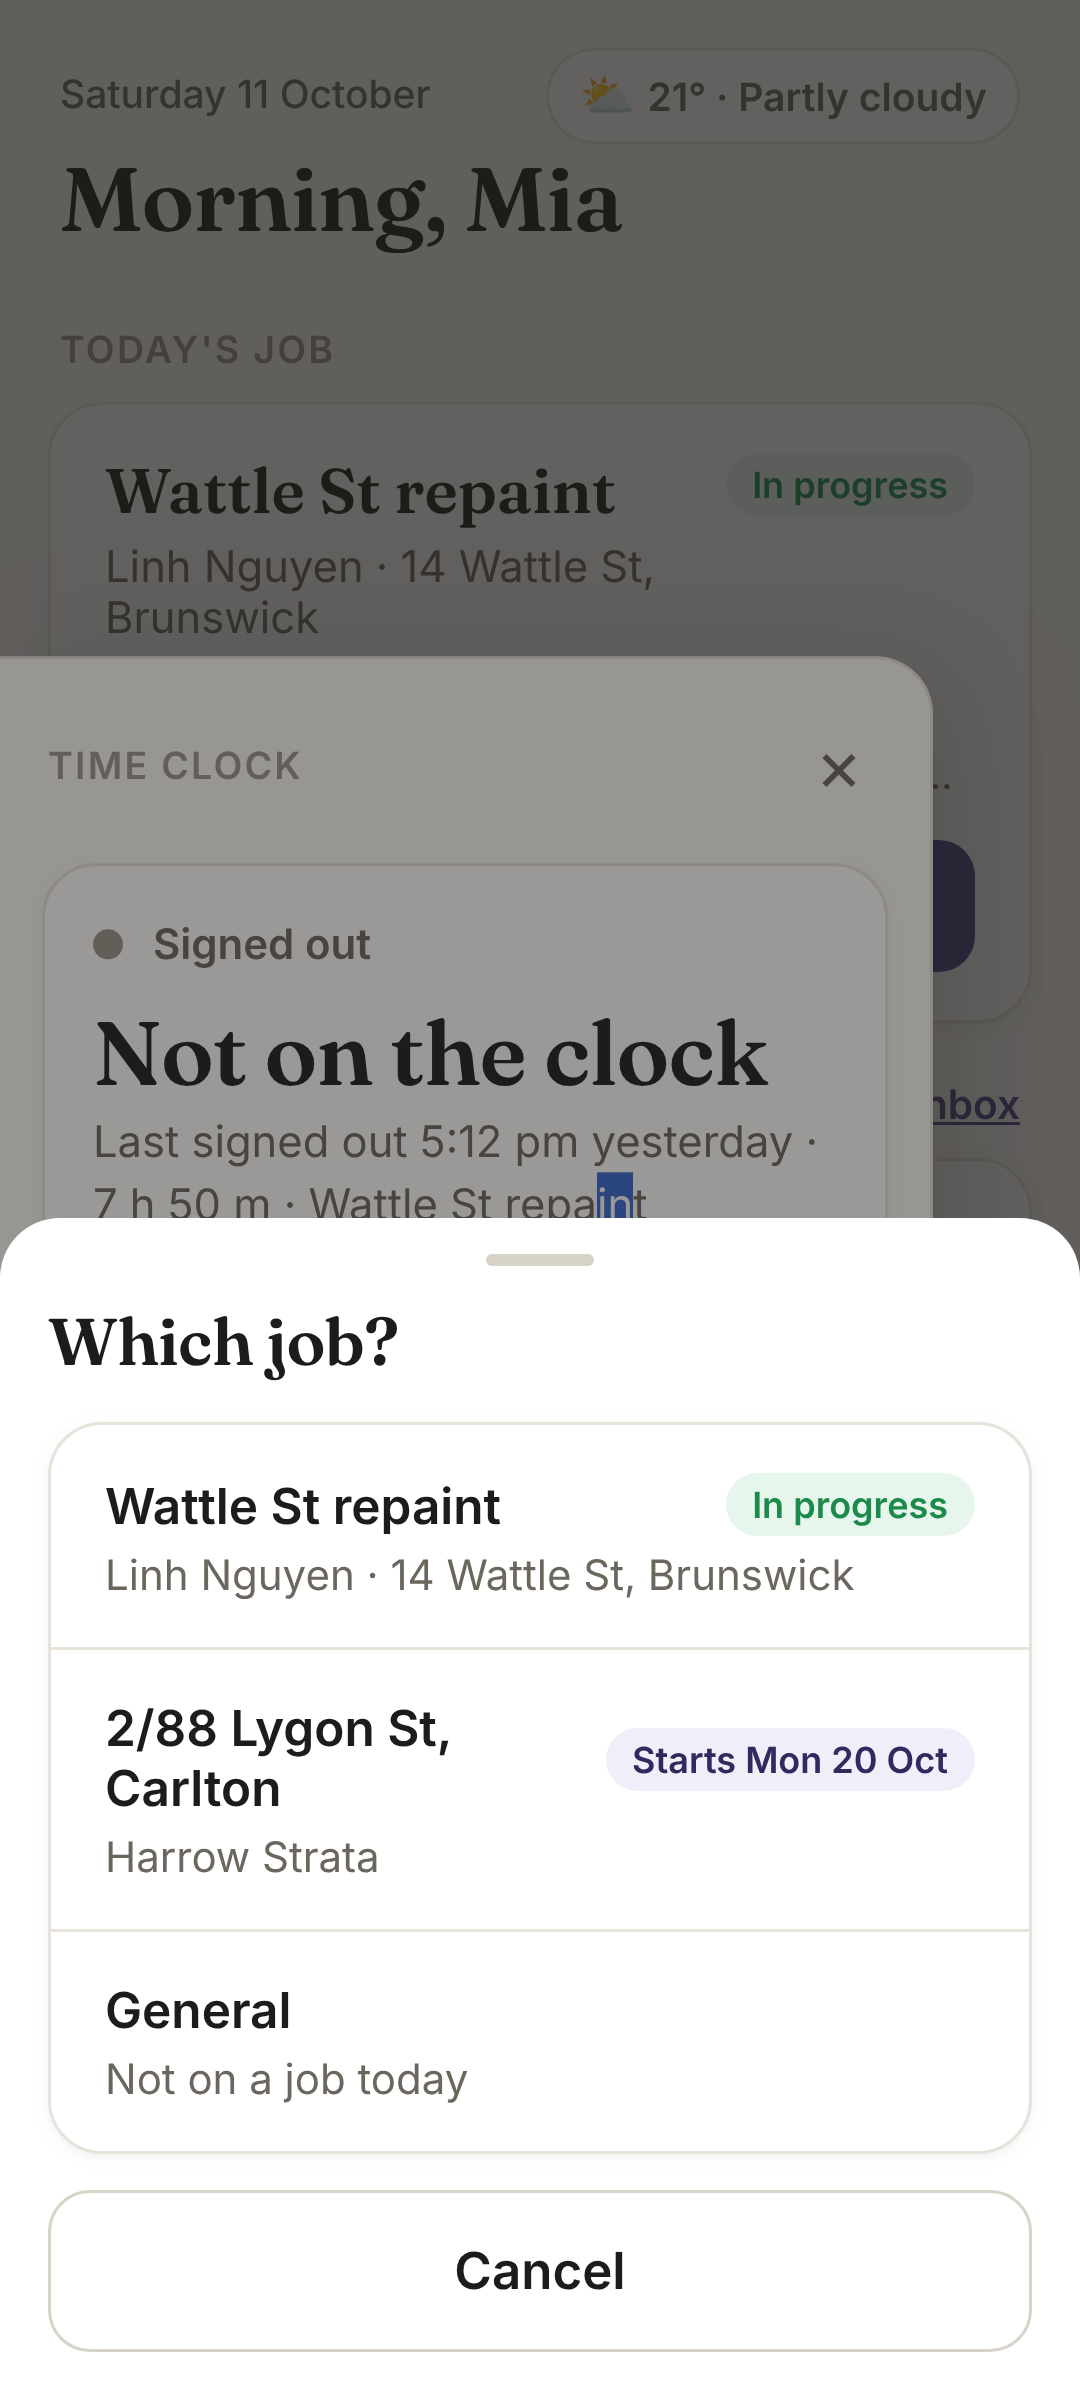 Saturday 11 October
21° · Partly cloudy
Morning, Mia
TODAY'S JOB
Wattle St repaint
In progress
Linh Nguyen · 14 Wattle St,
Brunswick
TIME CLOCK
Signed out
Not on the clock
Last signed out 5:12 pm yesterday ·
7 h 50 m · Wattle St repaint
Which job?
Wattle St repaint
In progress
Linh Nguyen · 14 Wattle St, Brunswick
2/88 Lygon St,
Carlton
Starts Mon 20 Oct
Harrow Strata
General
Not on a job today
Cancel